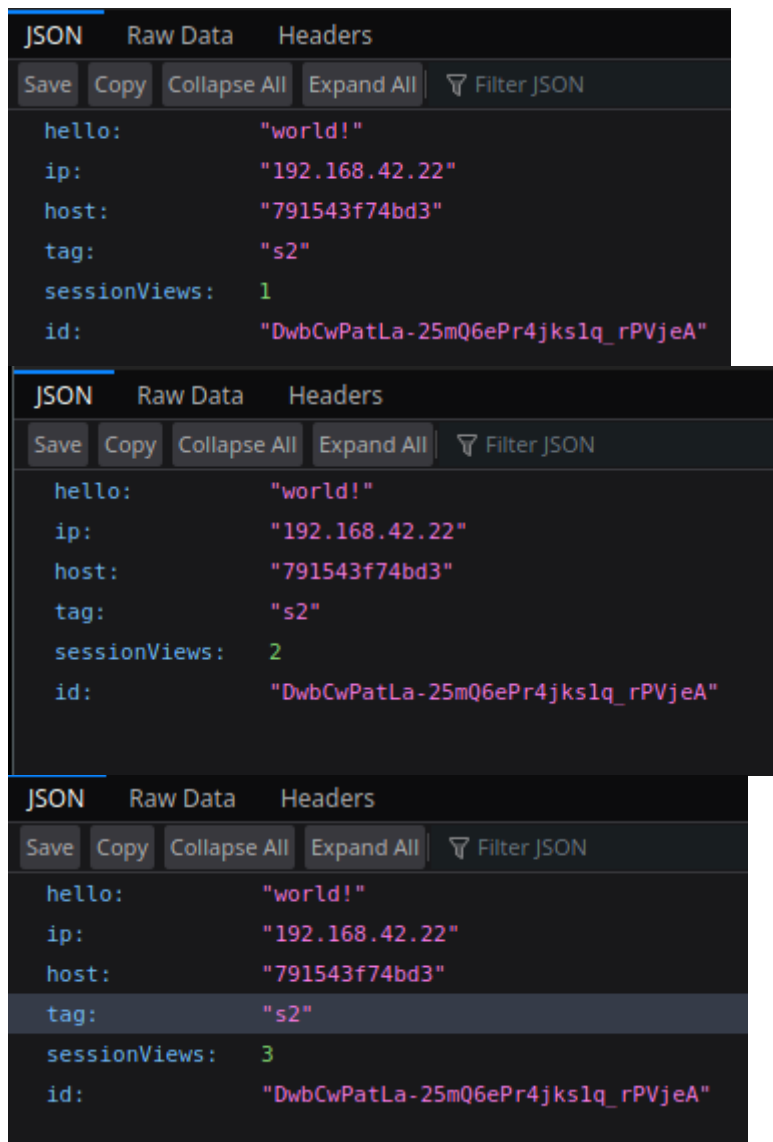 JSON Raw Data Headers
Save Copy Collapse All Expand All Filter JSON
hello: "world!"
ip: "192.168.42.22"
host: "791543f74bd3"
tag: "s2"
sessionViews: 1
id: "DwbCwPatLa-25mQ6ePr4jks1q_rPVjeA"
JSON Raw Data Headers
Save Copy Collapse All Expand All Filter JSON
hello: "world!"
ip: "192.168.42.22"
host: "791543f74bd3"
tag: "s2"
sessionViews: 2
id: "DwbCwPatLa-25mQ6ePr4jks1q_rPVjeA"
JSON Raw Data Headers
Save Copy Collapse All Expand All Filter JSON
hello: "world!"
ip: "192.168.42.22"
host: "791543f74bd3"
tag: "s2"
sessionViews: 3
id: "DwbCwPatLa-25mQ6ePr4jks1q_rPVjeA"